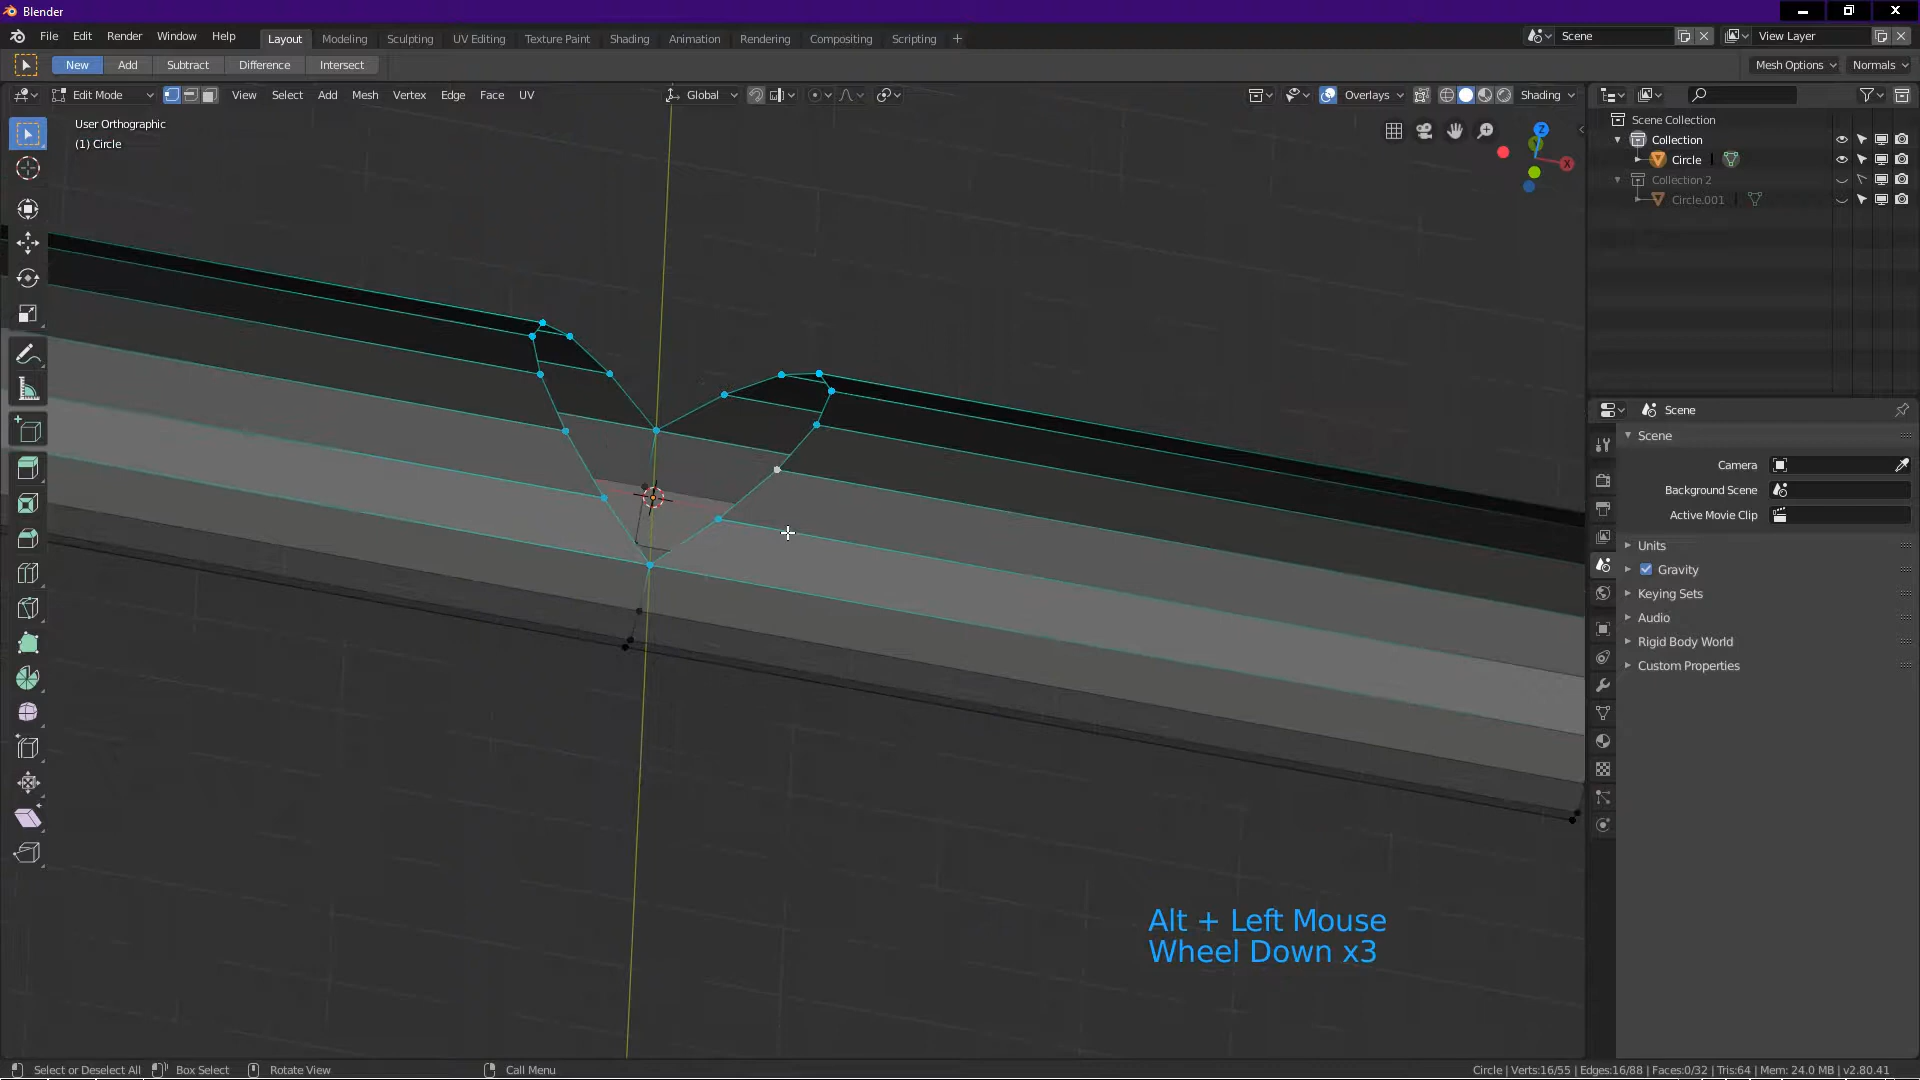 Blender
File Edit Render Window Help Layout Modeling Sculpting UV Editing Texture Paint Shading Animation Rendering Compositing Scripting + Scene View Layer
New Add Subtract Difference Intersect Mesh Options Normals
Edit Mode View Select Add Mesh Vertex Edge Face UV Global Overlays Shading
User Orthographic
(1) Circle
Z
X
Scene Collection
Collection
Circle
Collection 2
Circle.001
Scene
Scene
Camera
Background Scene
Active Movie Clip
Units
Gravity
Keying Sets
Audio
Rigid Body World
Custom Properties
Alt + Left Mouse
Wheel Down x3
Select or Deselect All Box Select Rotate View Call Menu Circle | Verts:16/55 | Edges:16/88 | Faces:0/32 | Tris:64 | Mem: 24.0 MB | v2.80.41